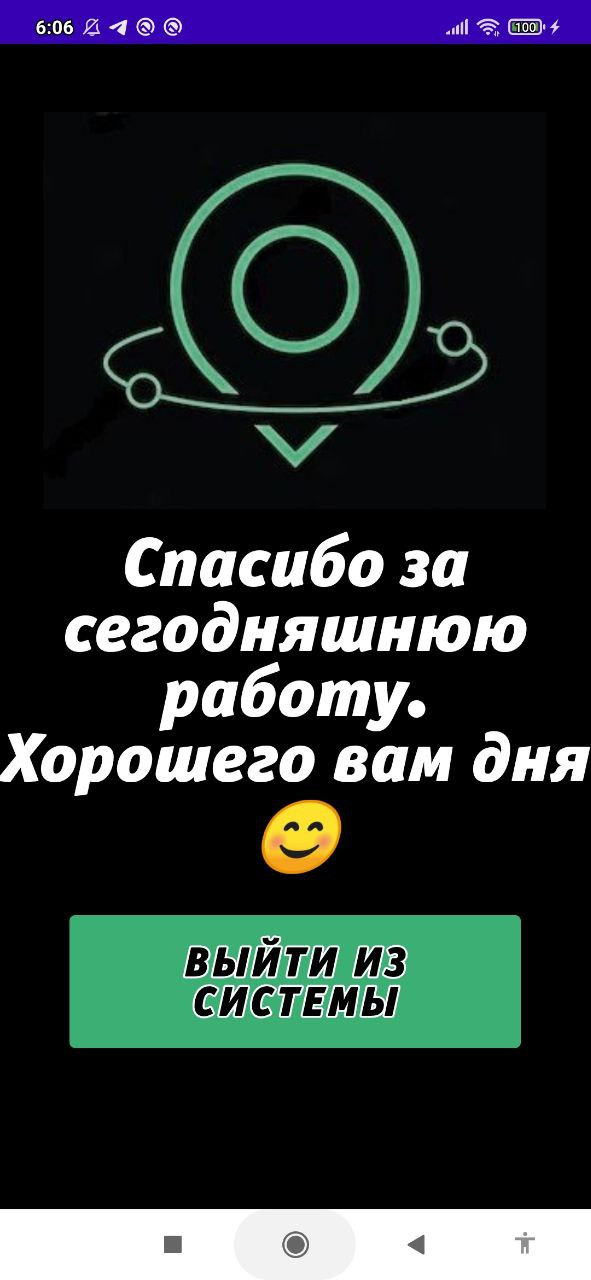 6:06
100
Спасибо за
сегодняшнюю
работу.
Хорошего вам дня
😊
ВЫЙТИ ИЗ
СИСТЕМЫ